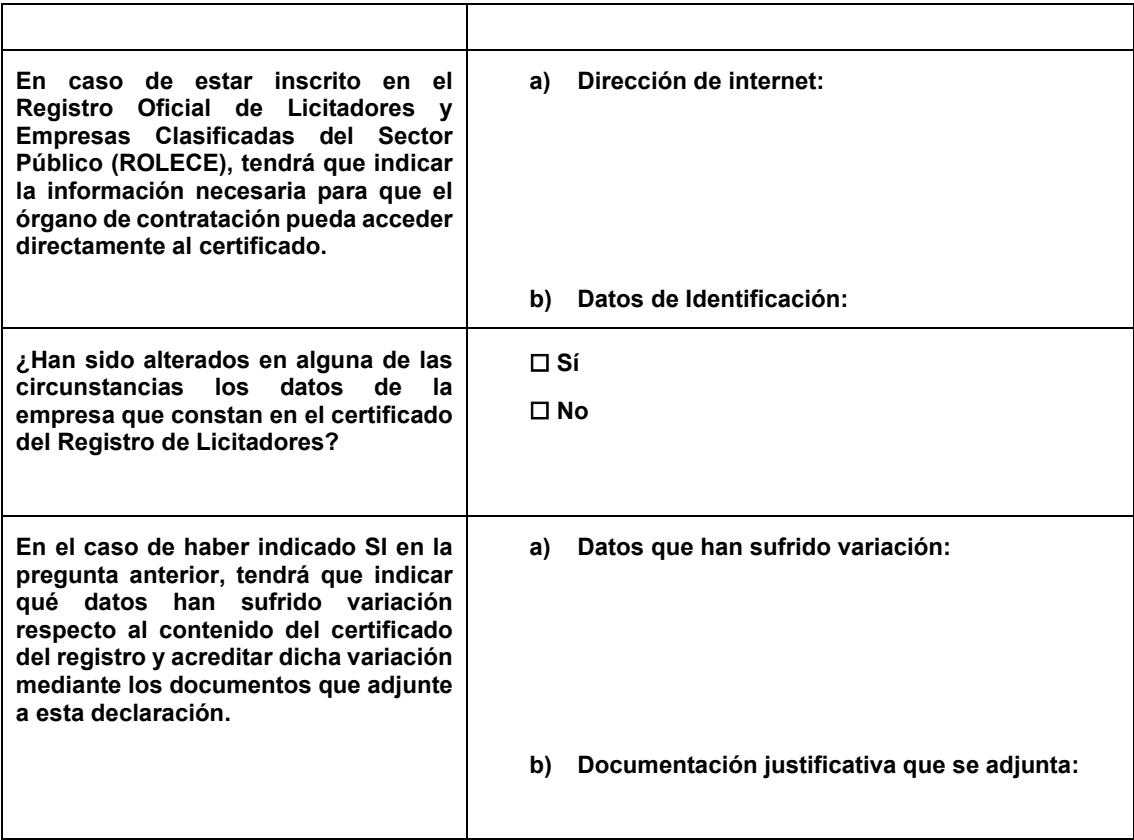 En caso de estar inscrito en el
Registro Oficial de Licitadores y
Empresas Clasificadas del Sector
Público (ROLECE), tendrá que indicar
la información necesaria para que el
órgano de contratación pueda acceder
directamente al certificado.
a) Dirección de internet:
b) Datos de Identificación:
¿Han sido alterados en alguna de las
circunstancias los datos de la
empresa que constan en el certificado
del Registro de Licitadores?
☐ Sí
☐ No
En el caso de haber indicado SI en la
pregunta anterior, tendrá que indicar
qué datos han sufrido variación
respecto al contenido del certificado
del registro y acreditar dicha variación
mediante los documentos que adjunte
a esta declaración.
a) Datos que han sufrido variación:
b) Documentación justificativa que se adjunta: